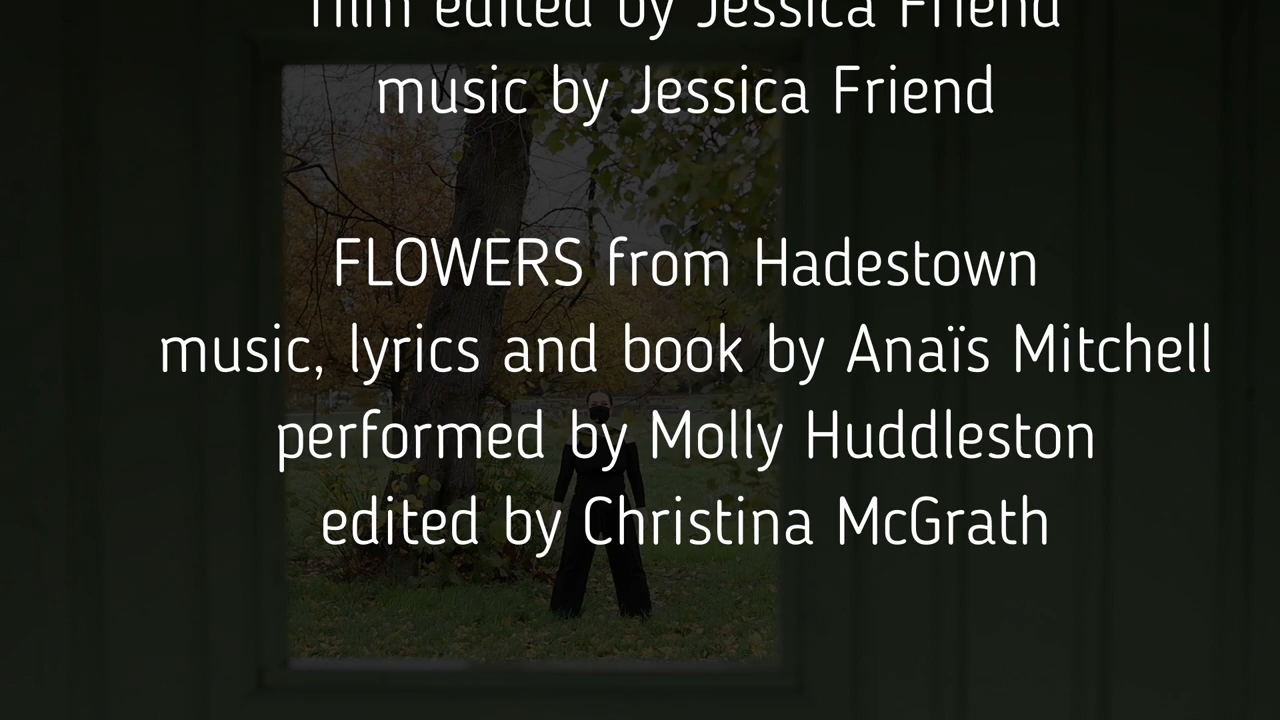 film edited by Jessica Friend
music by Jessica Friend
FLOWERS from Hadestown
music, lyrics and book by Anaïs Mitchell
performed by Molly Huddleston
edited by Christina McGrath